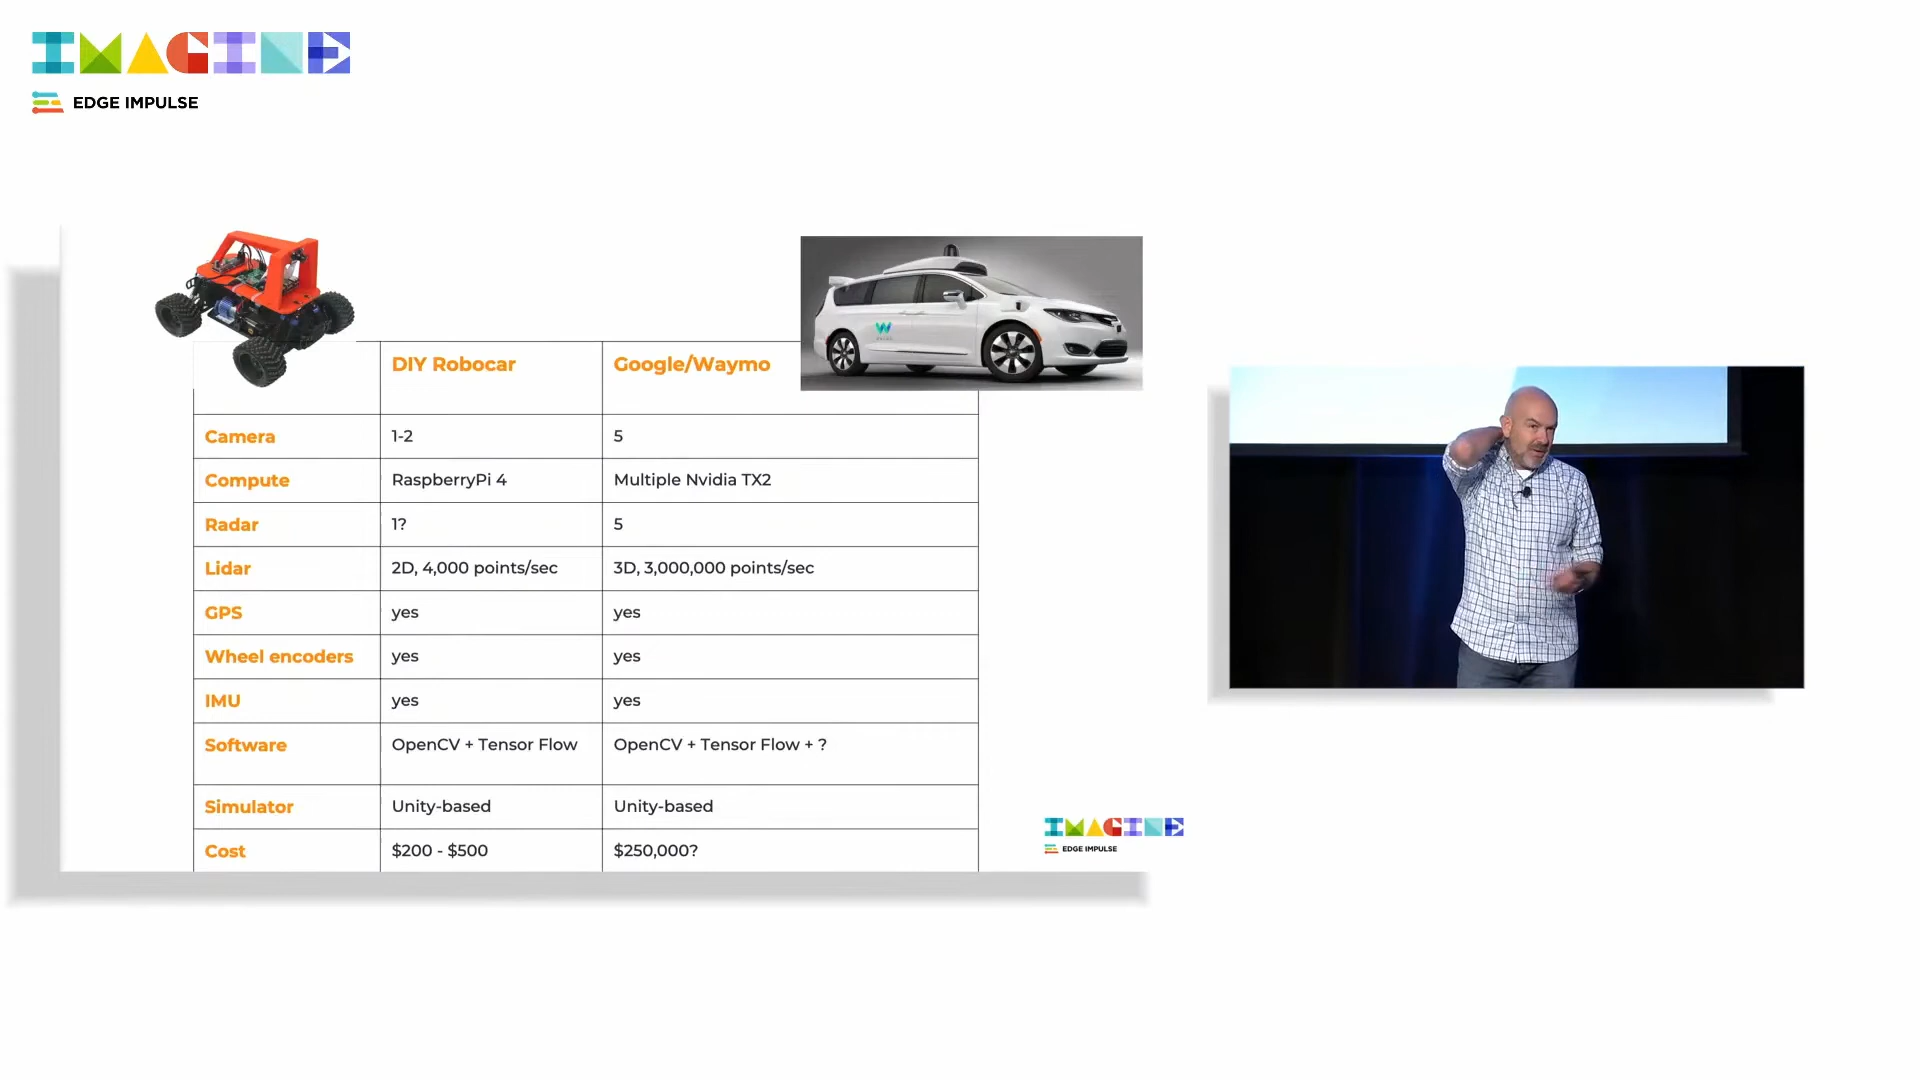 IMAGINE
EDGE IMPULSE
DIY Robocar Google/Waymo
Camera 1-2 5
Compute RaspberryPi 4 Multiple Nvidia TX2
Radar 1? 5
Lidar 2D, 4,000 points/sec 3D, 3,000,000 points/sec
GPS yes yes
Wheel encoders yes yes
IMU yes yes
Software OpenCV + Tensor Flow OpenCV + Tensor Flow + ?
Simulator Unity-based Unity-based
Cost $200 - $500 $250,000?
IMAGINE
EDGE IMPULSE